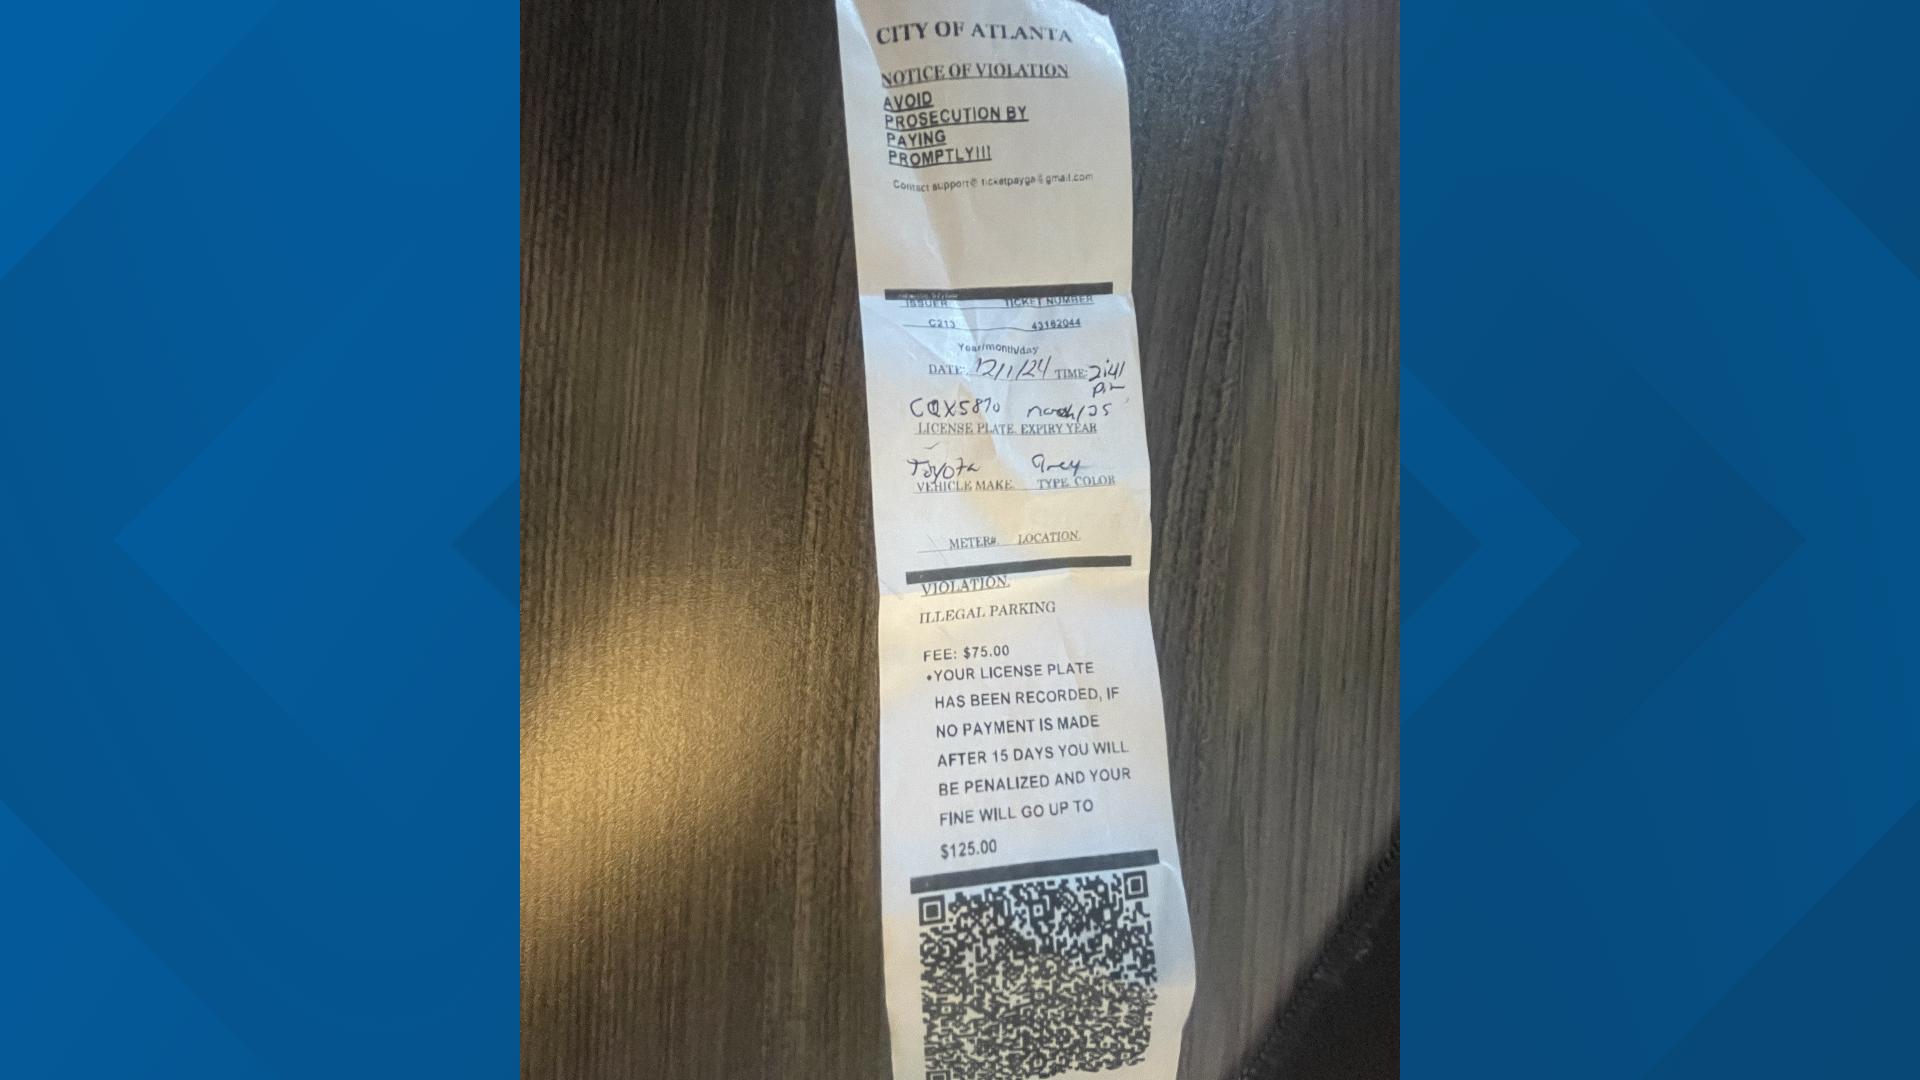 CITY OF ATLANTA
NOTICE OF VIOLATION
AVOID
PROSECUTION BY
PAYING
PROMPTLY!!!
Contact support@ ticketpayga@gmail.com
ISSUER TICKET NUMBER
C213 43182044
Year/month/day
DATE: 12/1/24 TIME: 2:41
pm
CQX5870 /25
LICENSE PLATE. EXPIRY YEAR
Toyota Grey
VEHICLE MAKE. TYPE. COLOR
METER#. LOCATION.
VIOLATION.
ILLEGAL PARKING
FEE: $75.00
•YOUR LICENSE PLATE
HAS BEEN RECORDED, IF
NO PAYMENT IS MADE
AFTER 15 DAYS YOU WILL
BE PENALIZED AND YOUR
FINE WILL GO UP TO
$125.00